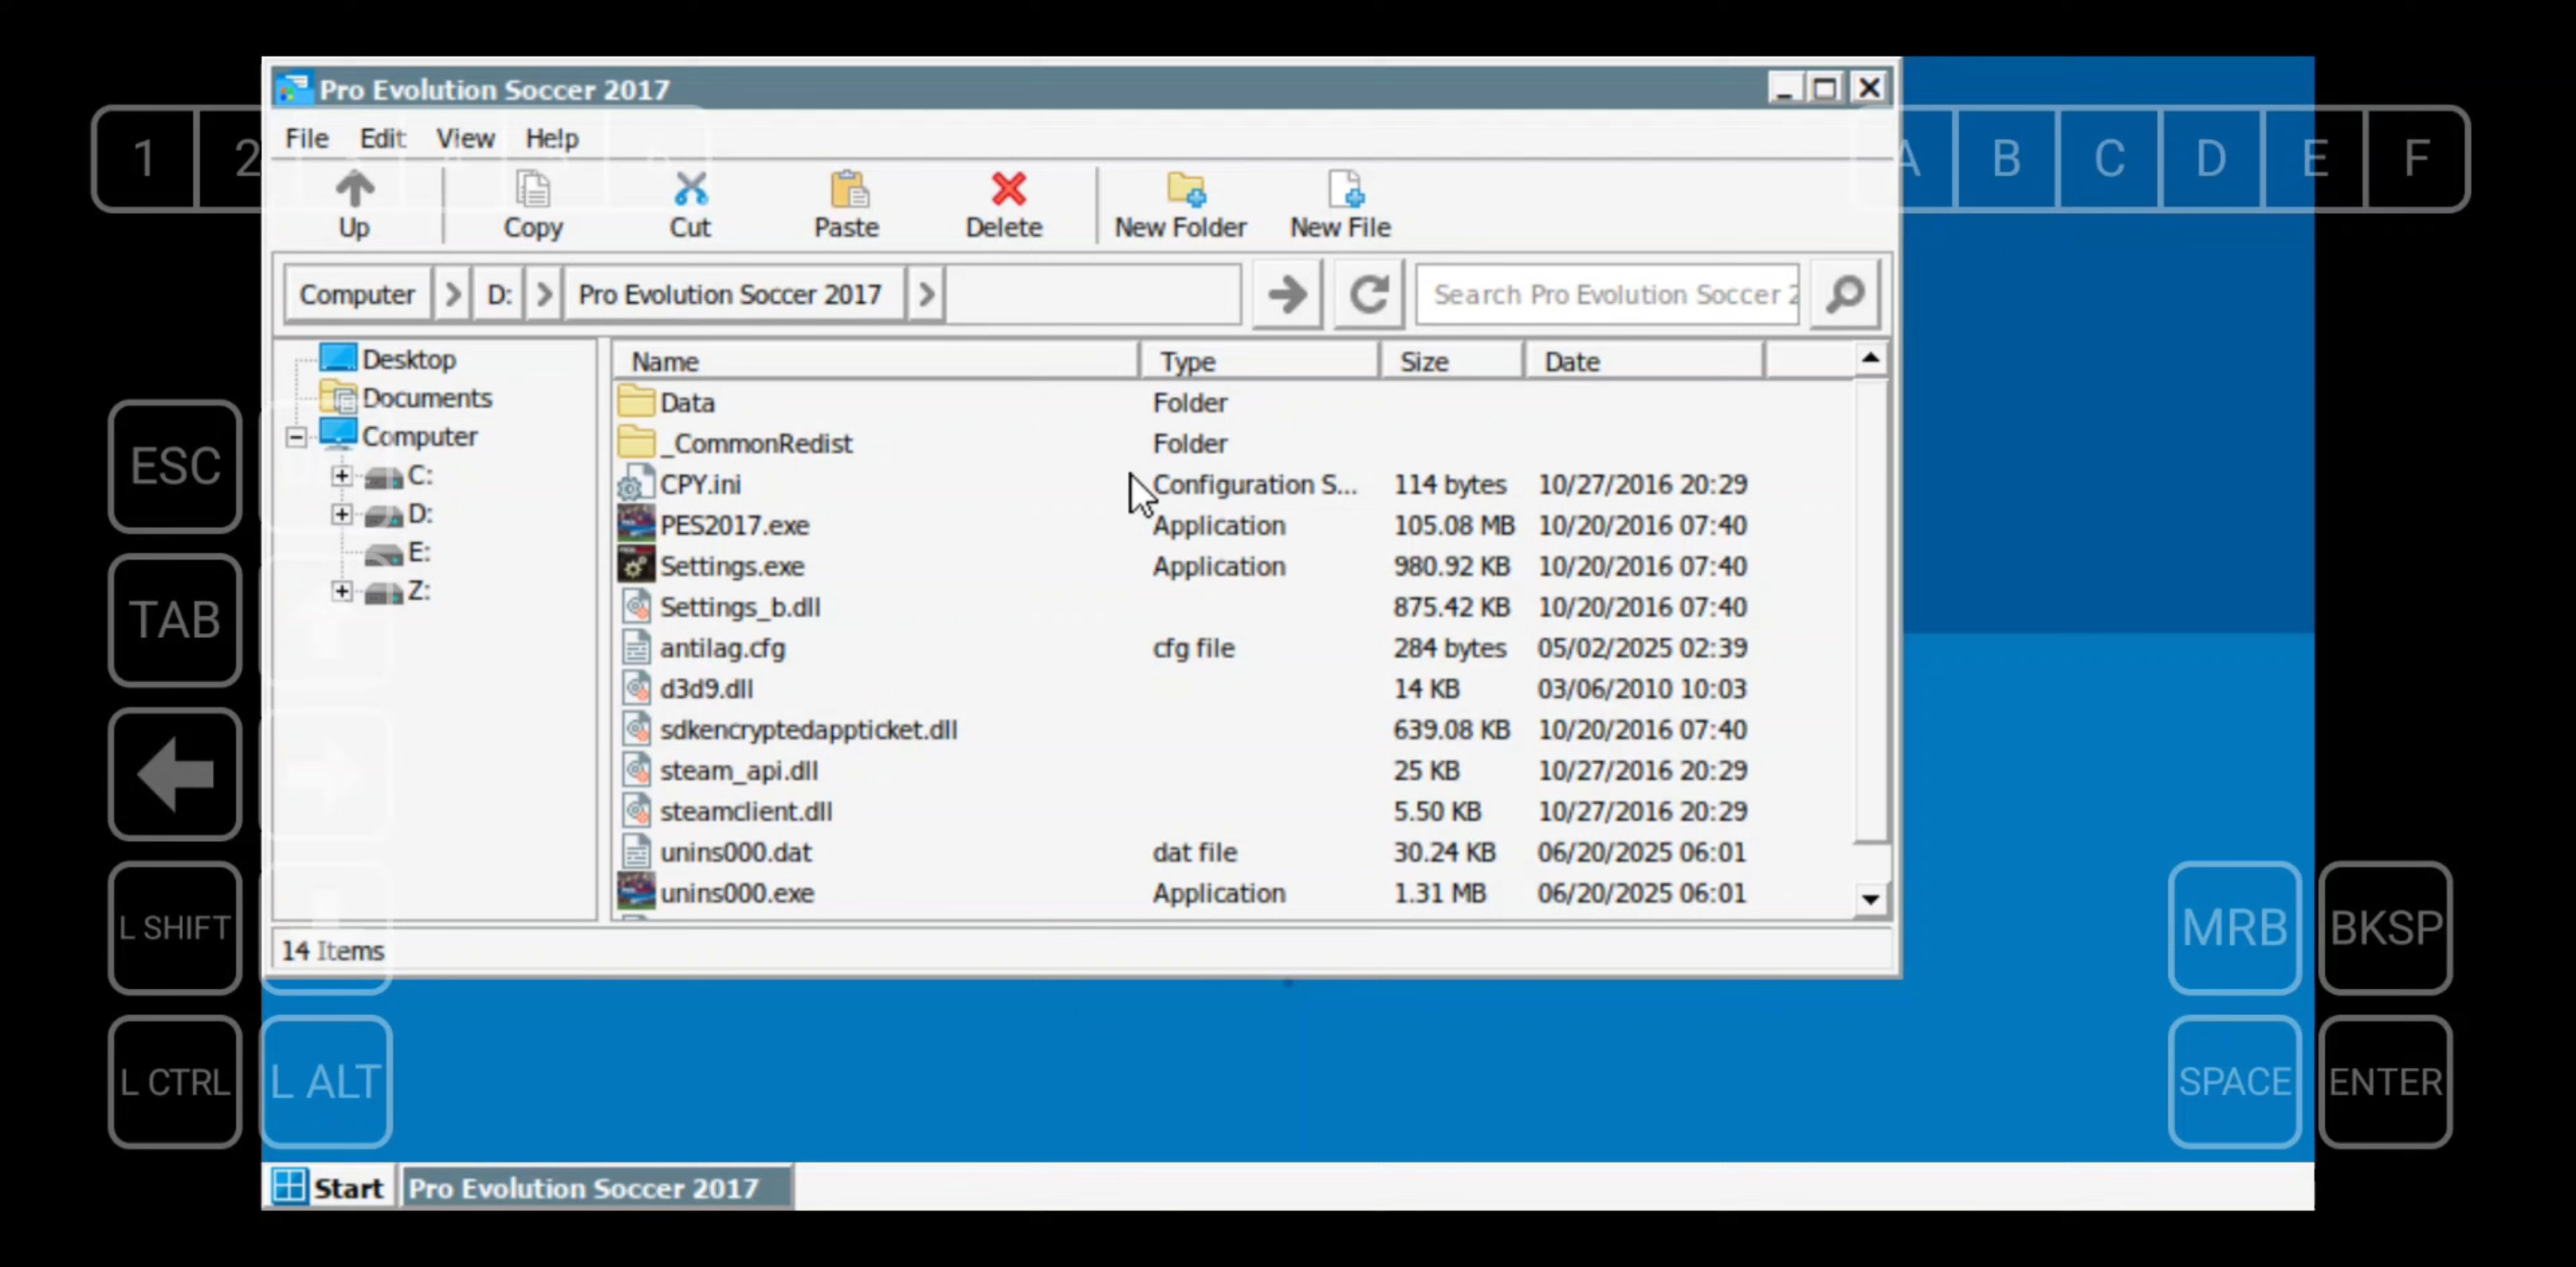 Pro Evolution Soccer 2017
File Edit View Help
1 2
A B C D E F
Up Copy Cut Paste Delete New Folder New File
Computer D: Pro Evolution Soccer 2017 Search Pro Evolution Soccer 2
Desktop
Documents
Computer
C:
D:
E:
Z:
Name Type Size Date
Data Folder
_CommonRedist Folder
CPY.ini Configuration S... 114 bytes 10/27/2016 20:29
PES2017.exe Application 105.08 MB 10/20/2016 07:40
Settings.exe Application 980.92 KB 10/20/2016 07:40
Settings_b.dll 875.42 KB 10/20/2016 07:40
antilag.cfg cfg file 284 bytes 05/02/2025 02:39
d3d9.dll 14 KB 03/06/2010 10:03
sdkencryptedappticket.dll 639.08 KB 10/20/2016 07:40
steam_api.dll 25 KB 10/27/2016 20:29
steamclient.dll 5.50 KB 10/27/2016 20:29
unins000.dat dat file 30.24 KB 06/20/2025 06:01
unins000.exe Application 1.31 MB 06/20/2025 06:01
14 Items
ESC
TAB
L SHIFT
L CTRL L ALT
MRB BKSP
SPACE ENTER
Start Pro Evolution Soccer 2017